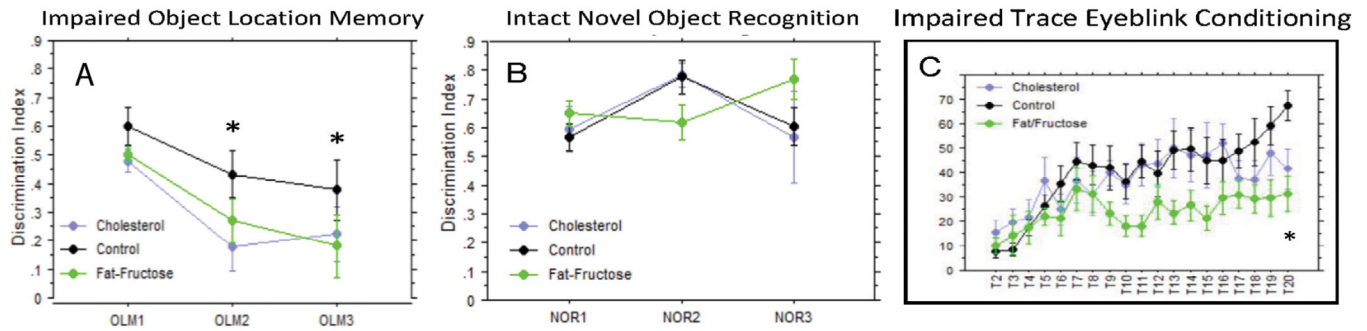 Impaired Object Location Memory
Intact Novel Object Recognition
Impaired Trace Eyeblink Conditioning
A
Discrimination Index
.9
.8
.7
.6
.5
.4
.3
.2
.1
0
*
*
Cholesterol
Control
Fat-Fructose
OLM1 OLM2 OLM3
B
Discrimination Index
.9
.8
.7
.6
.5
.4
.3
.2
.1
0
Cholesterol
Control
Fat-Fructose
NOR1 NOR2 NOR3
C
70
60
50
40
30
20
10
0
Cholesterol
Control
Fat/Fructose
*
T2 T3 T4 T5 T6 T7 T8 T9 T10 T11 T12 T13 T14 T15 T16 T17 T18 T19 T20